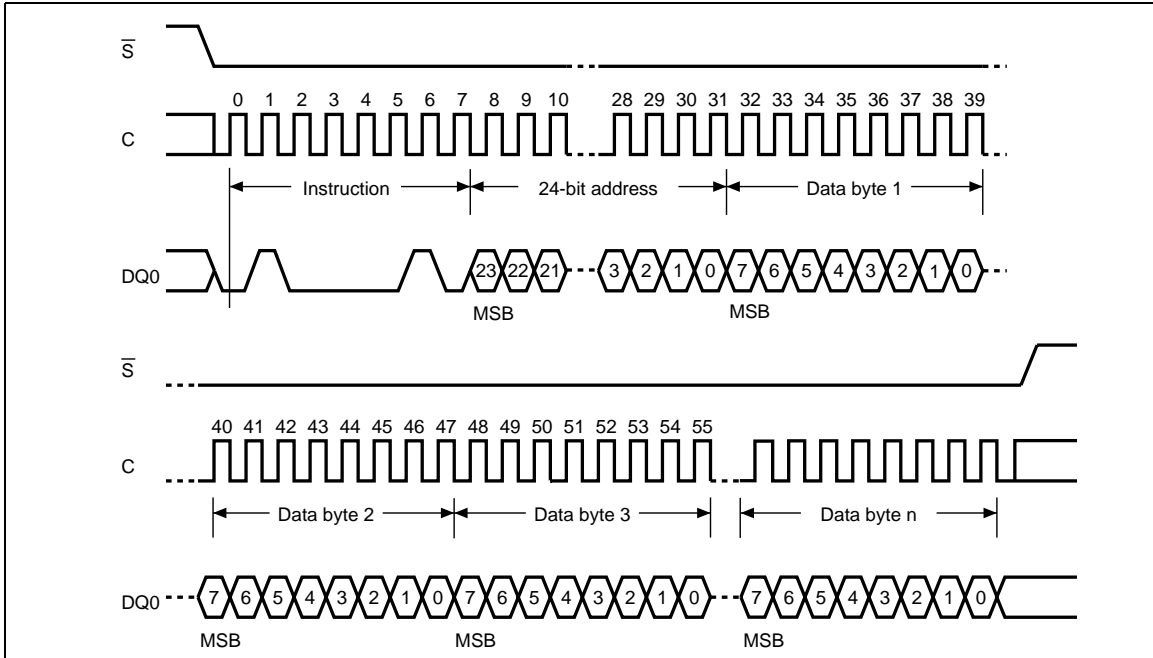 S
0 1 2 3 4 5 6 7 8 9 10 28 29 30 31 32 33 34 35 36 37 38 39
C
Instruction 24-bit address Data byte 1
DQ0 23 22 21 3 2 1 0 7 6 5 4 3 2 1 0
MSB MSB
S
40 41 42 43 44 45 46 47 48 49 50 51 52 53 54 55
C
Data byte 2 Data byte 3 Data byte n
DQ0 7 6 5 4 3 2 1 0 7 6 5 4 3 2 1 0 7 6 5 4 3 2 1 0
MSB MSB MSB